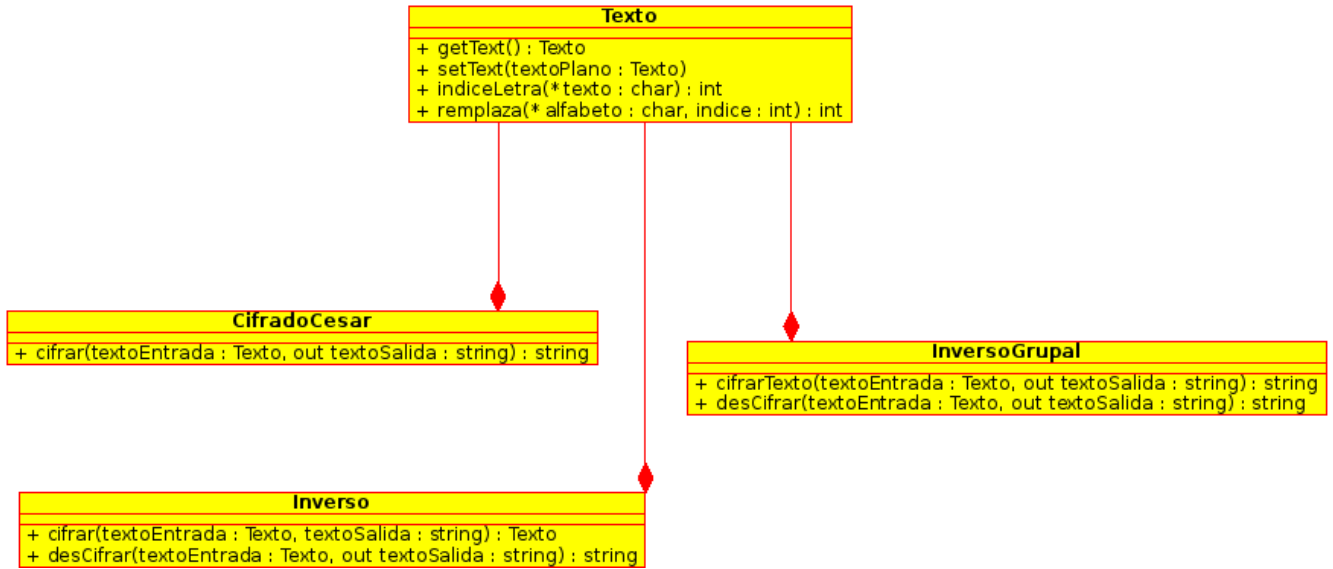 Texto
+ getText() : Texto
+ setText(textoPlano : Texto)
+ indiceLetra(* texto : char) : int
+ remplaza(* alfabeto : char, indice : int) : int
CifradoCesar
+ cifrar(textoEntrada : Texto, out textoSalida : string) : string
InversoGrupal
+ cifrarTexto(textoEntrada : Texto, out textoSalida : string) : string
+ desCifrar(textoEntrada : Texto, out textoSalida : string) : string
Inverso
+ cifrar(textoEntrada : Texto, textoSalida : string) : Texto
+ desCifrar(textoEntrada : Texto, out textoSalida : string) : string